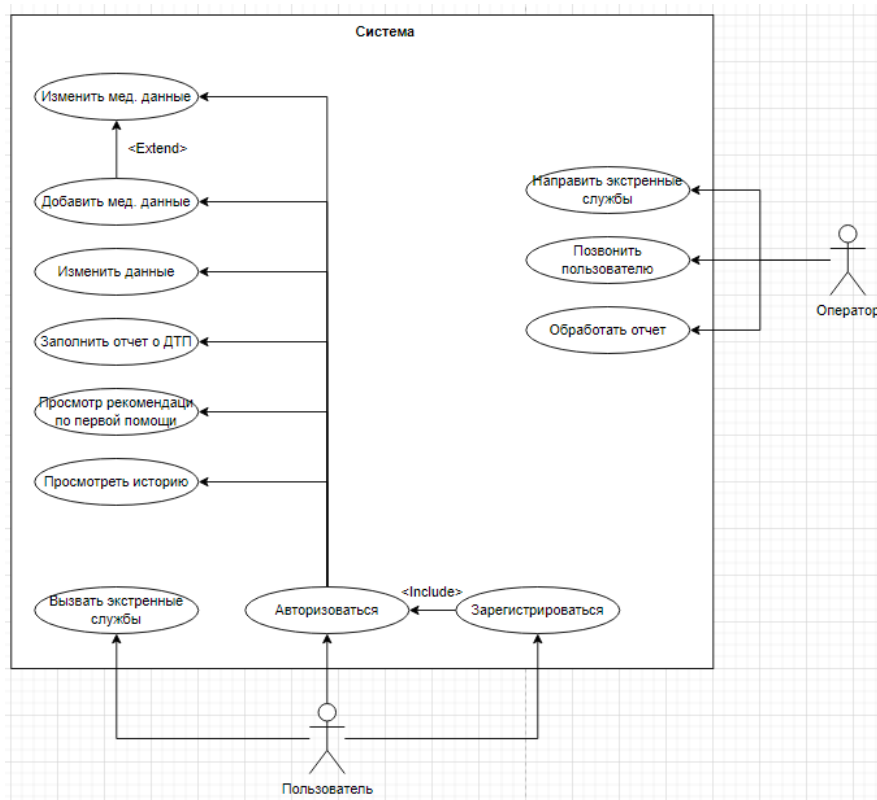 Система
Изменить мед. данные
<Extend>
Добавить мед. данные
Изменить данные
Заполнить отчет о ДТП
Просмотр рекомендаци
по первой помощи
Просмотреть историю
Вызвать экстренные
службы
Авторизоваться
<Include>
Зарегистрироваться
Направить экстренные
службы
Позвонить
пользователю
Обработать отчет
Оператор
Пользователь